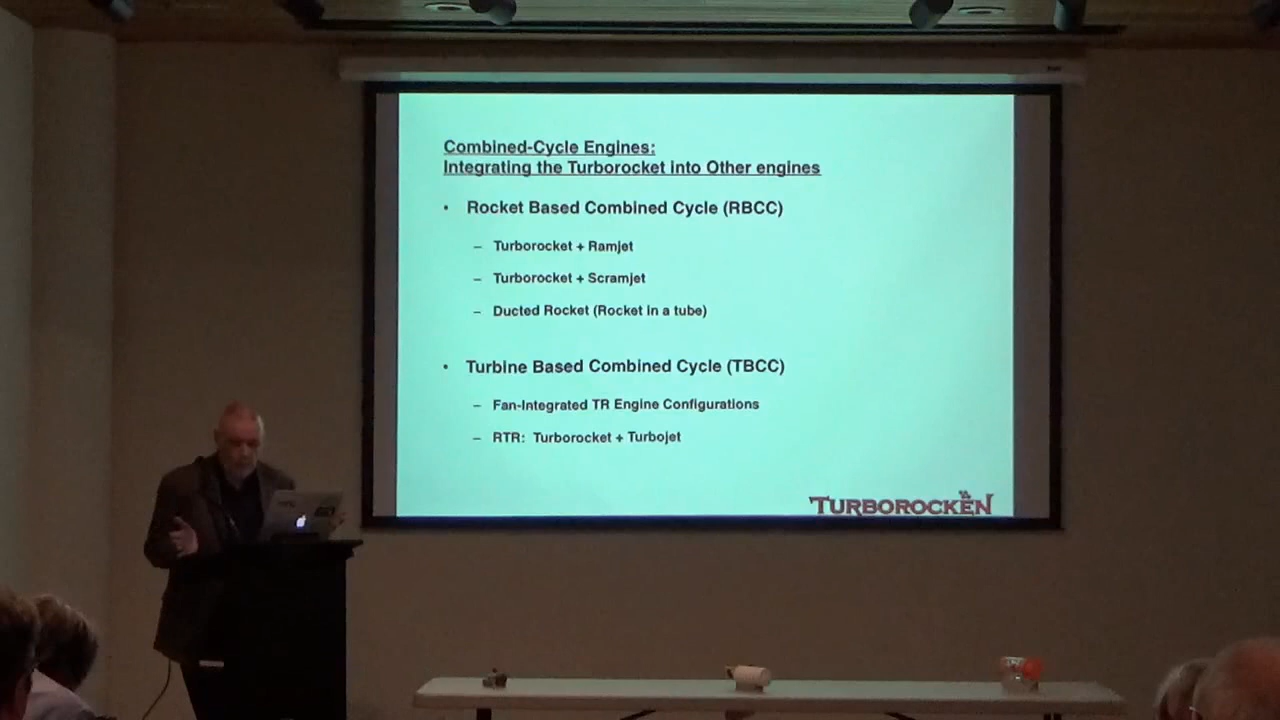 Combined-Cycle Engines:
Integrating the Turborocket into Other engines
• Rocket Based Combined Cycle (RBCC)
– Turborocket + Ramjet
– Turborocket + Scramjet
– Ducted Rocket (Rocket in a tube)
• Turbine Based Combined Cycle (TBCC)
– Fan-Integrated TR Engine Configurations
– RTR: Turborocket + Turbojet
TURBOROCKËN